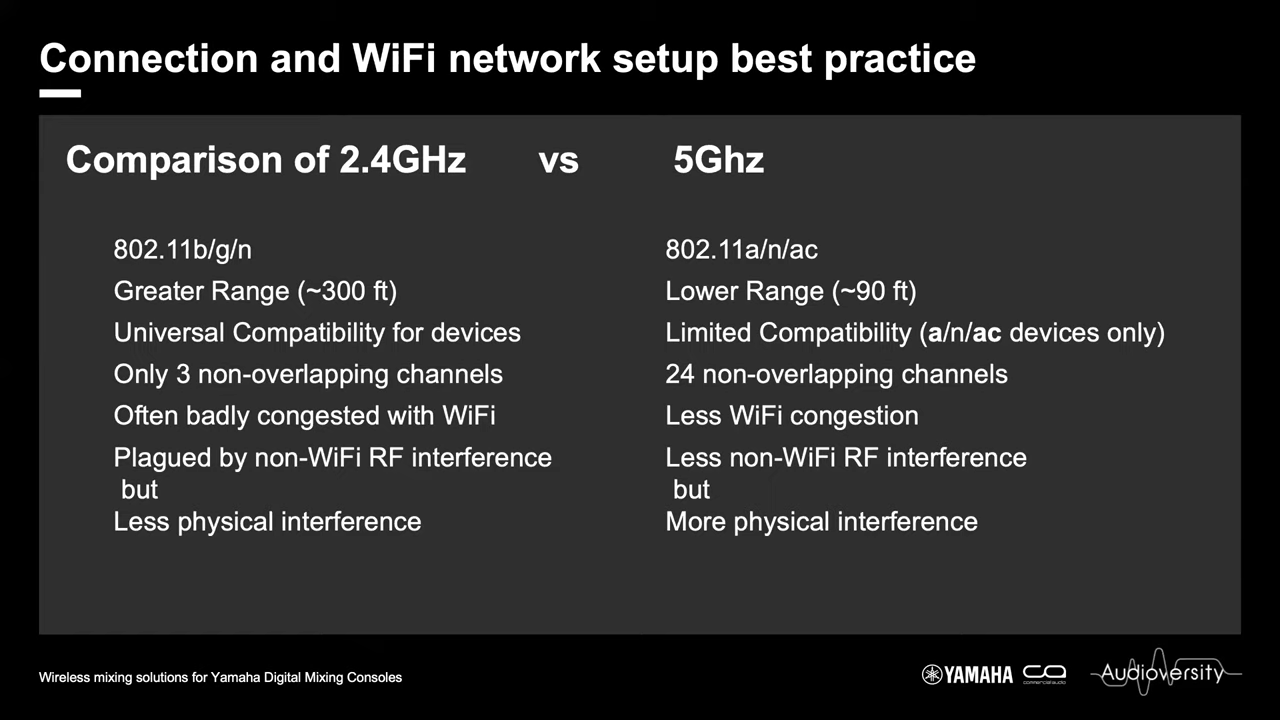 Connection and WiFi network setup best practice
Comparison of 2.4GHz vs 5Ghz
802.11b/g/n
Greater Range (~300 ft)
Universal Compatibility for devices
Only 3 non-overlapping channels
Often badly congested with WiFi
Plagued by non-WiFi RF interference
but
Less physical interference
802.11a/n/ac
Lower Range (~90 ft)
Limited Compatibility (a/n/ac devices only)
24 non-overlapping channels
Less WiFi congestion
Less non-WiFi RF interference
but
More physical interference
Wireless mixing solutions for Yamaha Digital Mixing Consoles
YAMAHA
ca
commercial audio
Audioversity